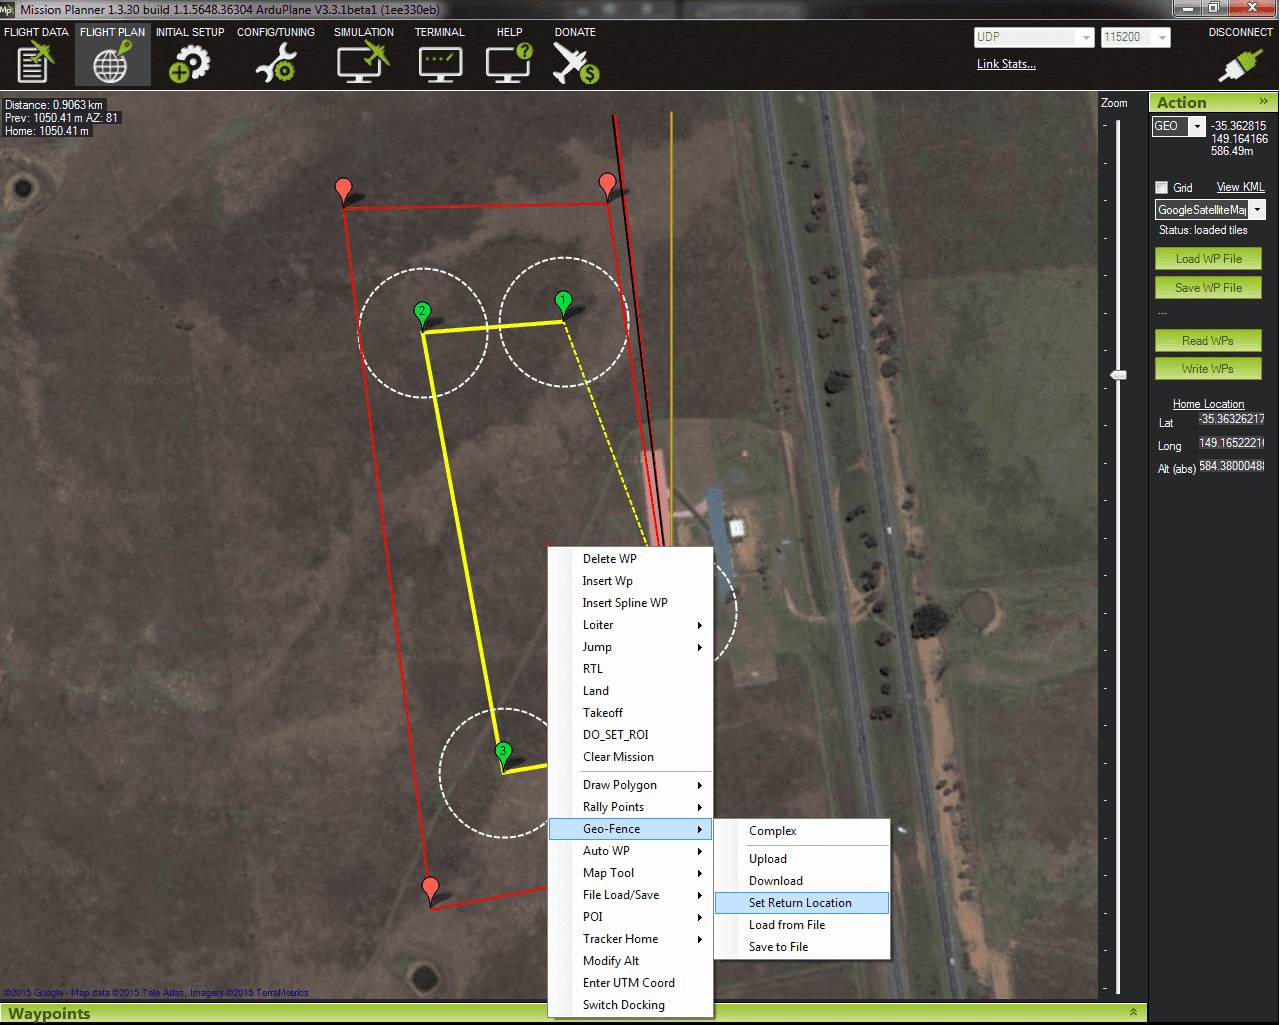 Mission Planner 1.3.30 build 1.1.5648.36304 ArduPlane V3.3.1beta1 (1ee330eb)
FLIGHT DATA FLIGHT PLAN INITIAL SETUP CONFIG/TUNING SIMULATION TERMINAL HELP DONATE
UDP 115200 DISCONNECT
Link Stats...
Distance: 0.9063 km
Prev: 1050.41 m AZ: 81
Home: 1050.41 m
2
1
3
Delete WP
Insert Wp
Insert Spline WP
Loiter
Jump
RTL
Land
Takeoff
DO_SET_ROI
Clear Mission
Draw Polygon
Rally Points
Geo-Fence
Auto WP
Map Tool
File Load/Save
POI
Tracker Home
Modify Alt
Enter UTM Coord
Switch Docking
Complex
Upload
Download
Set Return Location
Load from File
Save to File
Zoom
Action
GEO
-35.362815
149.164166
586.49m
Grid View KML
GoogleSatelliteMap
Status: loaded tiles
Load WP File
Save WP File
...
Read WPs
Write WPs
Home Location
Lat -35.36326217
Long
Alt (abs)
©2015 Google - Map data ©2015 Tele Atlas, Imagery ©2015 TerraMetrics
Waypoints